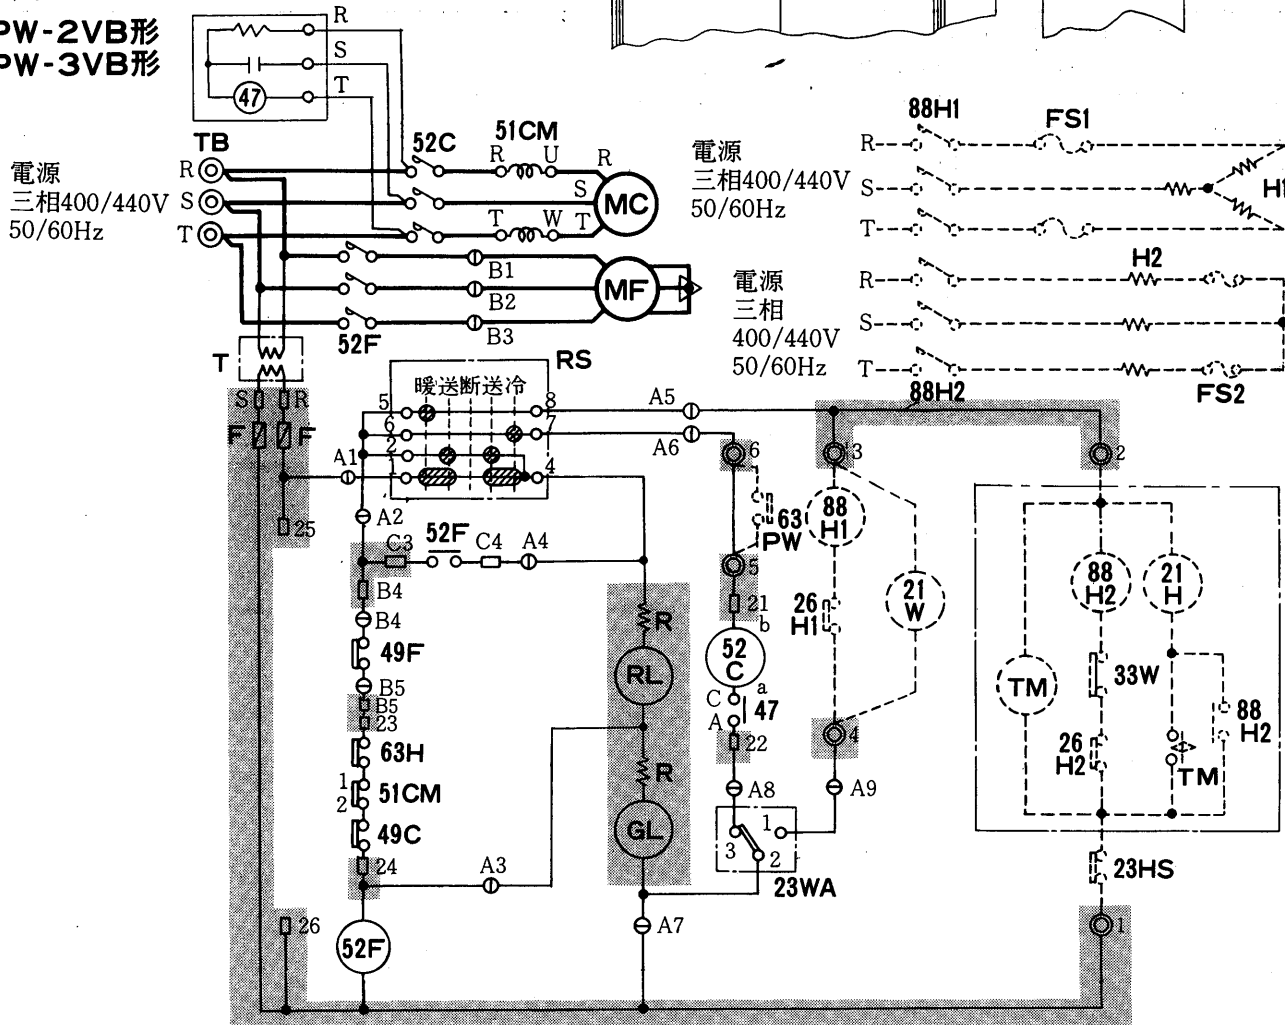 PW-2VB形
PW-3VB形
R
S
T
47
TB
52C
51CM
R U R
S
T W T
MC
電源
三相400/440V
50/60Hz
R
S
T
B1
B2
B3
MF
52F
T
電源
三相400/440V
50/60Hz
88H1
FS1
R
S
T
H1
電源
三相
400/440V
50/60Hz
R
S
T
H2
88H2
FS2
RS
暖送断送冷
5
6
2
1
8
7
4
S R
F F
A1
A2
25
A5
A6
C3
52F
C4
A4
B4
B4
49F
B5
B5
23
63H
1
2
51CM
49C
24
A3
52F
26
R
RL
R
GL
A7
6
63
PW
5
21
b
52
C
a
C
A
47
22
A8
3
1
2
23WA
3
88
H1
26
H1
21
W
4
A9
2
88
H2
21
H
TM
33W
26
H2
TM
88
H2
23HS
1